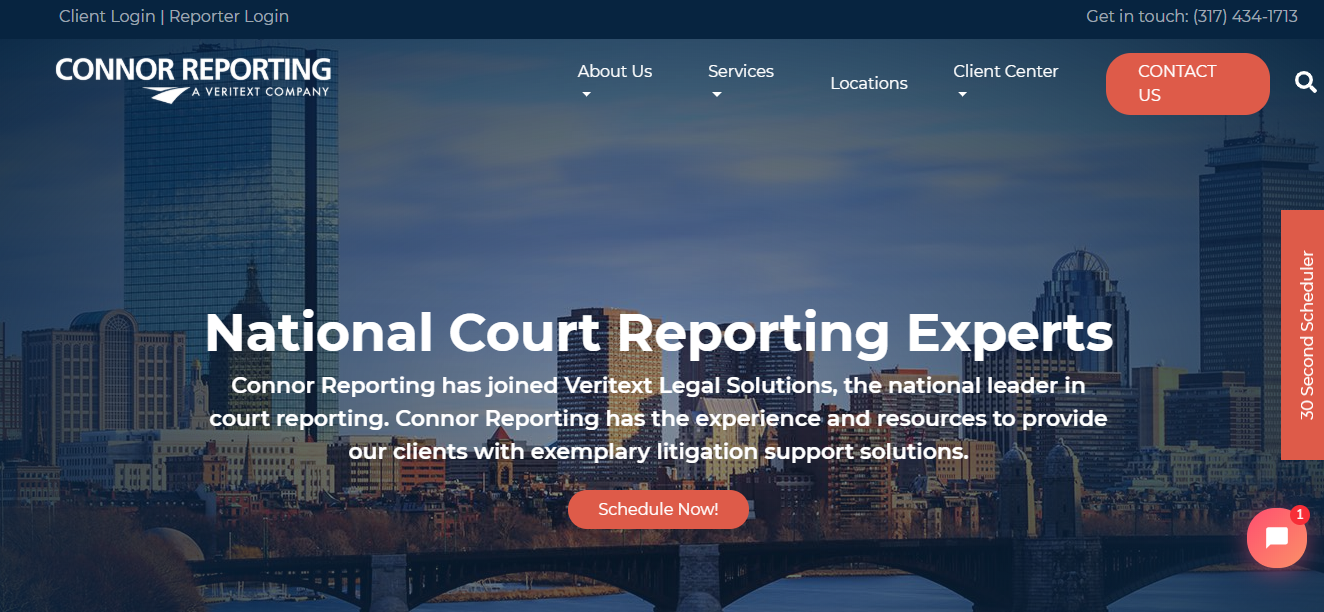 Client Login | Reporter Login
Get in touch: (317) 434-1713
CONNOR REPORTING
A VERITEXT COMPANY
About Us
Services
Locations
Client Center
CONTACT
US
30 Second Scheduler
National Court Reporting Experts
Connor Reporting has joined Veritext Legal Solutions, the national leader in
court reporting. Connor Reporting has the experience and resources to provide
our clients with exemplary litigation support solutions.
Schedule Now!
1